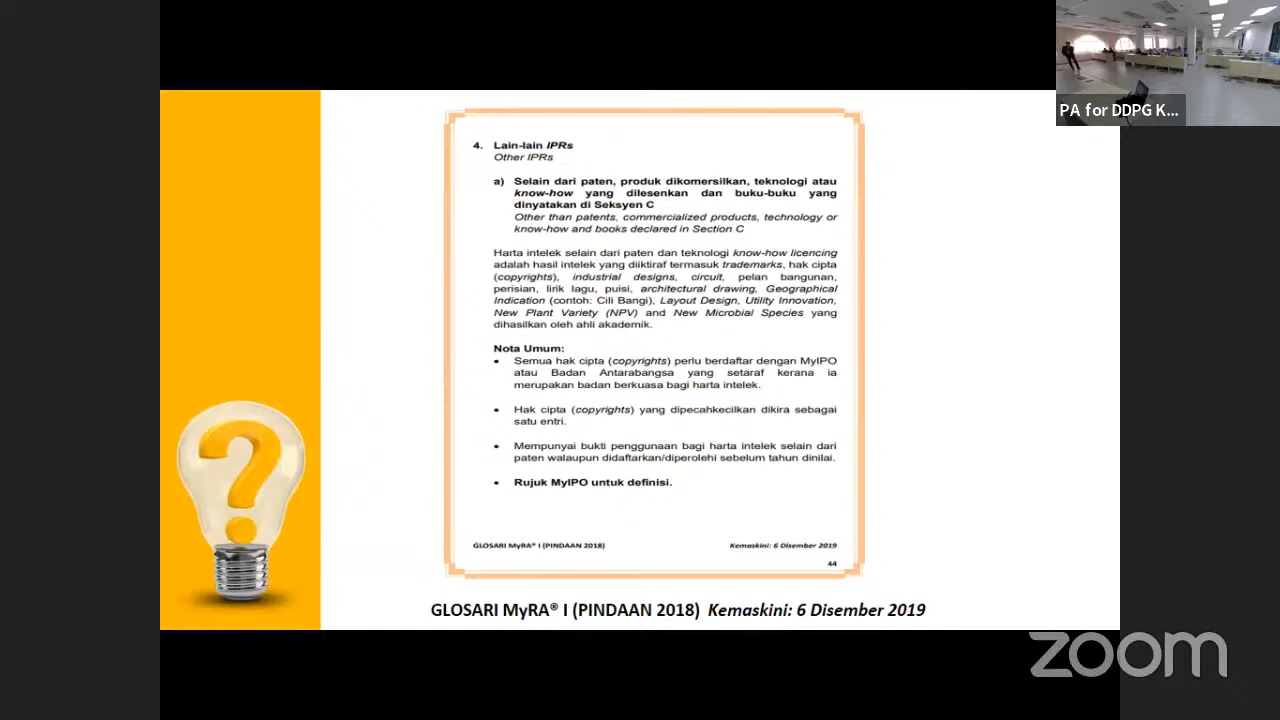 PA for DDPG K...
4. Lain-lain IPRs
Other IPRs
a) Selain dari paten, produk dikomersilkan, teknologi atau
know-how yang dilesenkan dan buku-buku yang
dinyatakan di Seksyen C
Other than patents, commercialized products, technology or
know-how and books declared in Section C
Harta intelek selain dari paten dan teknologi know-how licencing
adalah hasil intelek yang diiktiraf termasuk trademarks, hak cipta
(copyrights), industrial designs, circuit, pelan bangunan,
perisian, lirik lagu, puisi, architectural drawing, Geographical
Indication (contoh: Cili Bangi), Layout Design, Utility Innovation,
New Plant Variety (NPV) and New Microbial Species yang
dihasilkan oleh ahli akademik.
Nota Umum:
• Semua hak cipta (copyrights) perlu berdaftar dengan MyIPO
atau Badan Antarabangsa yang setaraf kerana ia
merupakan badan berkuasa bagi harta intelek.
• Hak cipta (copyrights) yang dipecahkecilkan dikira sebagai
satu entri.
• Mempunyai bukti penggunaan bagi harta intelek selain dari
paten walaupun didaftarkan/diperolehi sebelum tahun dinilai.
• Rujuk MyIPO untuk definisi.
GLOSARI MyRA® I (PINDAAN 2018) Kemaskini: 6 Disember 2019
44
GLOSARI MyRA® I (PINDAAN 2018) Kemaskini: 6 Disember 2019
zoom